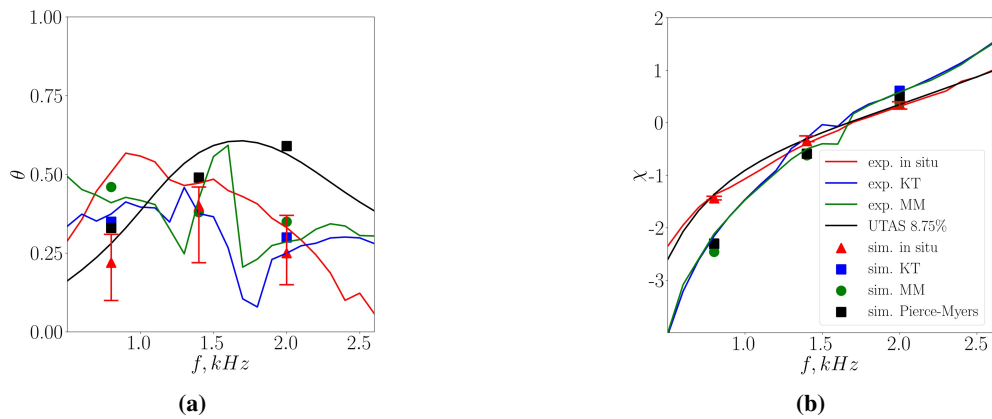 1.00
0.75
0.50
0.25
0.00
θ
1.0
1.5
2.0
2.5
f, kHz
(a)
2
1
0
-1
-2
-3
χ
1.0
1.5
2.0
2.5
f, kHz
exp. in situ
exp. KT
exp. MM
UTAS 8.75%
sim. in situ
sim. KT
sim. MM
sim. Pierce-Myers
(b)